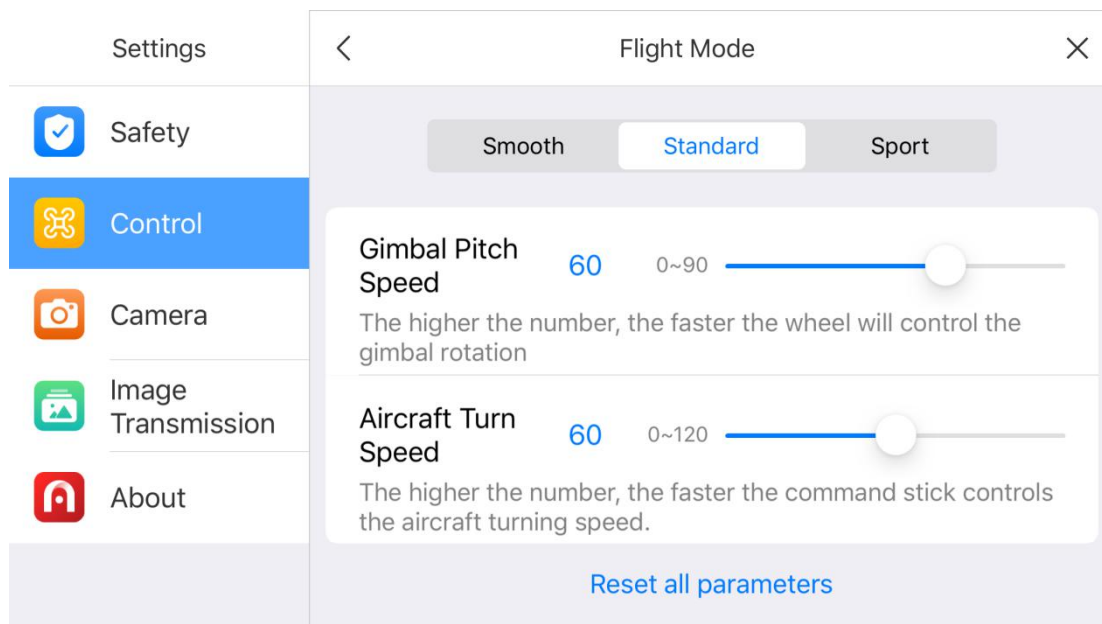 Settings
Safety
Control
Camera
Image
Transmission
About
Flight Mode
Smooth Standard Sport
Gimbal Pitch
Speed
60 0~90
The higher the number, the faster the wheel will control the
gimbal rotation
Aircraft Turn
Speed
60 0~120
The higher the number, the faster the command stick controls
the aircraft turning speed.
Reset all parameters